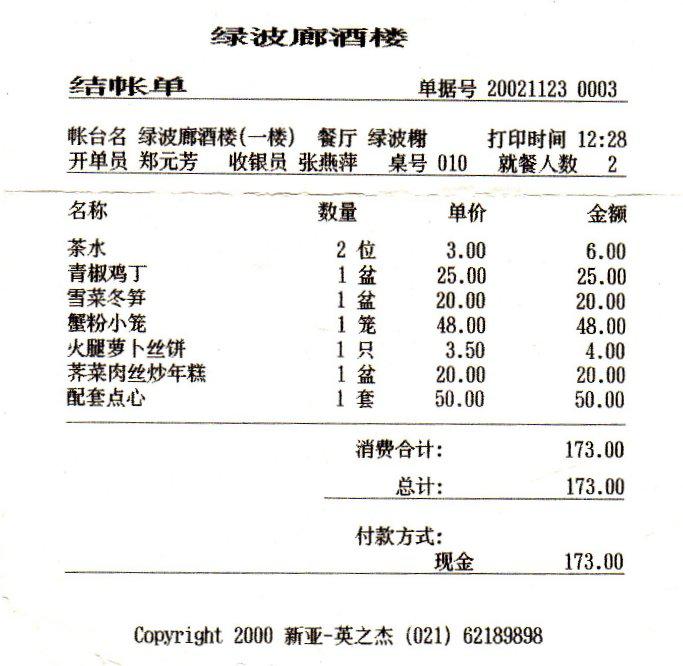 绿波廊酒楼
结帐单 单据号 20021123 0003
帐台名 绿波廊酒楼(一楼) 餐厅 绿波榭 打印时间 12:28
开单员 郑元芳 收银员 张燕萍 桌号 010 就餐人数 2
名称 数量 单价 金额
茶水 2 位 3.00 6.00
青椒鸡丁 1 盆 25.00 25.00
雪菜冬笋 1 盆 20.00 20.00
蟹粉小笼 1 笼 48.00 48.00
火腿萝卜丝饼 1 只 3.50 4.00
荠菜肉丝炒年糕 1 盆 20.00 20.00
配套点心 1 套 50.00 50.00
消费合计: 173.00
总计: 173.00
付款方式:
现金 173.00
Copyright 2000 新亚-英之杰 (021) 62189898